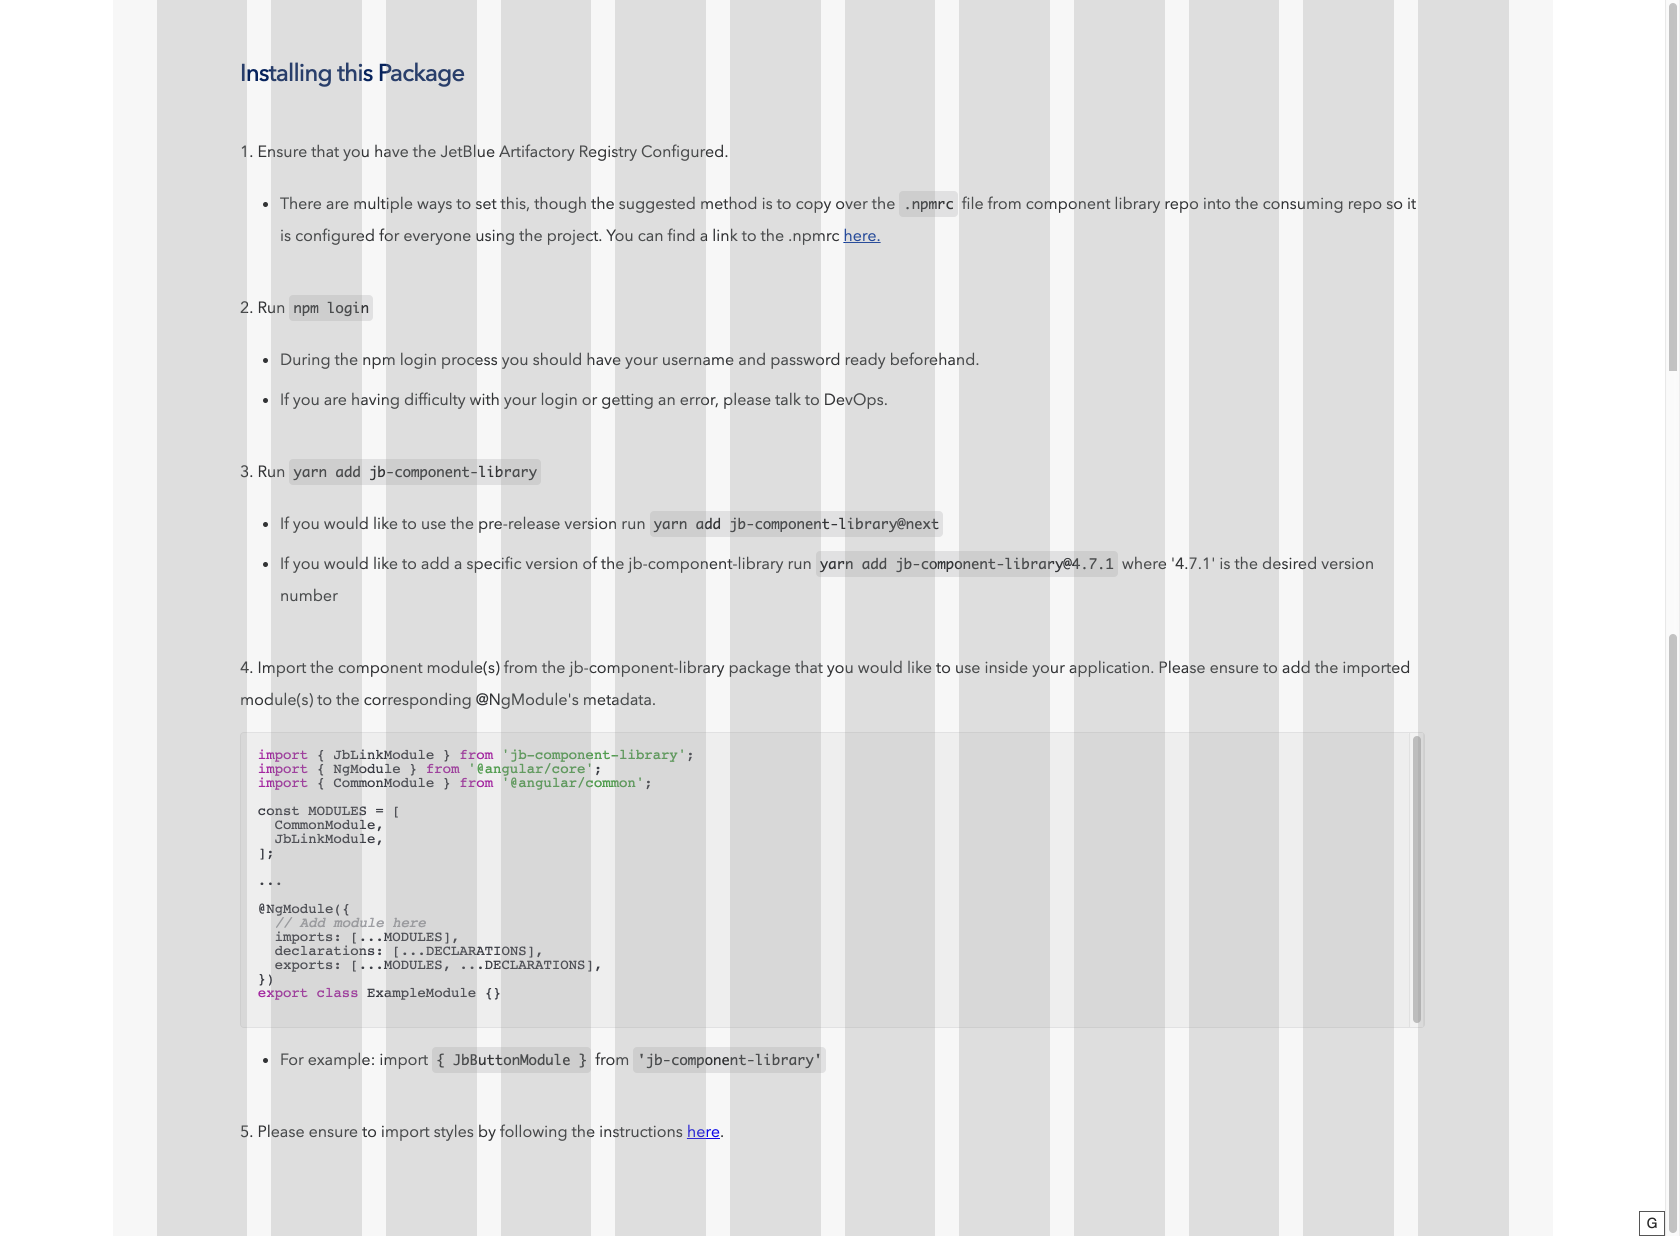 Installing this Package
1. Ensure that you have the JetBlue Artifactory Registry Configured.
• There are multiple ways to set this, though the suggested method is to copy over the .npmrc file from component library repo into the consuming repo so it
is configured for everyone using the project. You can find a link to the .npmrc here.
2. Run npm login
• During the npm login process you should have your username and password ready beforehand.
• If you are having difficulty with your login or getting an error, please talk to DevOps.
3. Run yarn add jb-component-library
• If you would like to use the pre-release version run yarn add jb-component-library@next
• If you would like to add a specific version of the jb-component-library run yarn add jb-component-library@4.7.1 where '4.7.1' is the desired version
number
4. Import the component module(s) from the jb-component-library package that you would like to use inside your application. Please ensure to add the imported
module(s) to the corresponding @NgModule's metadata.
import { JbLinkModule } from 'jb-component-library';
import { NgModule } from '@angular/core';
import { CommonModule } from '@angular/common';
const MODULES = [
  CommonModule,
  JbLinkModule,
];
...
@NgModule({
  // Add module here
  imports: [...MODULES],
  declarations: [...DECLARATIONS],
  exports: [...MODULES, ...DECLARATIONS],
})
export class ExampleModule {}
• For example: import { JbButtonModule } from 'jb-component-library'
5. Please ensure to import styles by following the instructions here.
G